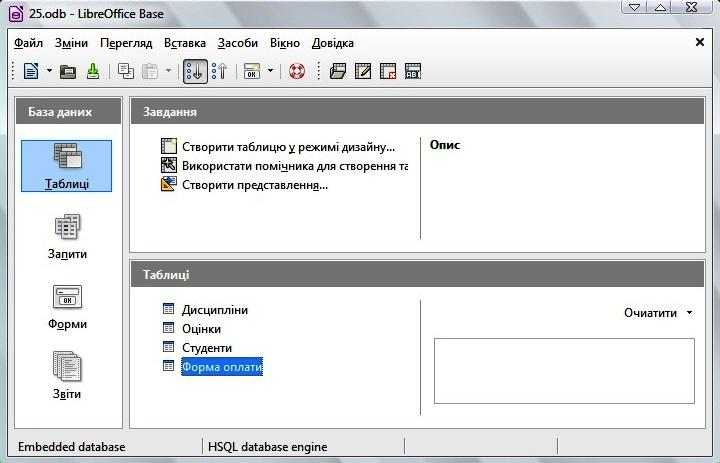 25.odb - LibreOffice Base
Файл Зміни Перегляд Вставка Засоби Вікно Довідка
База даних
Таблиці
Запити
Форми
Звіти
Завдання
Створити таблицю у режимі дизайну...
Використати помічника для створення та
Створити представлення...
Опис
Таблиці
Дисципліни
Оцінки
Студенти
Форма оплати
Очиатити
Embedded database
HSQL database engine